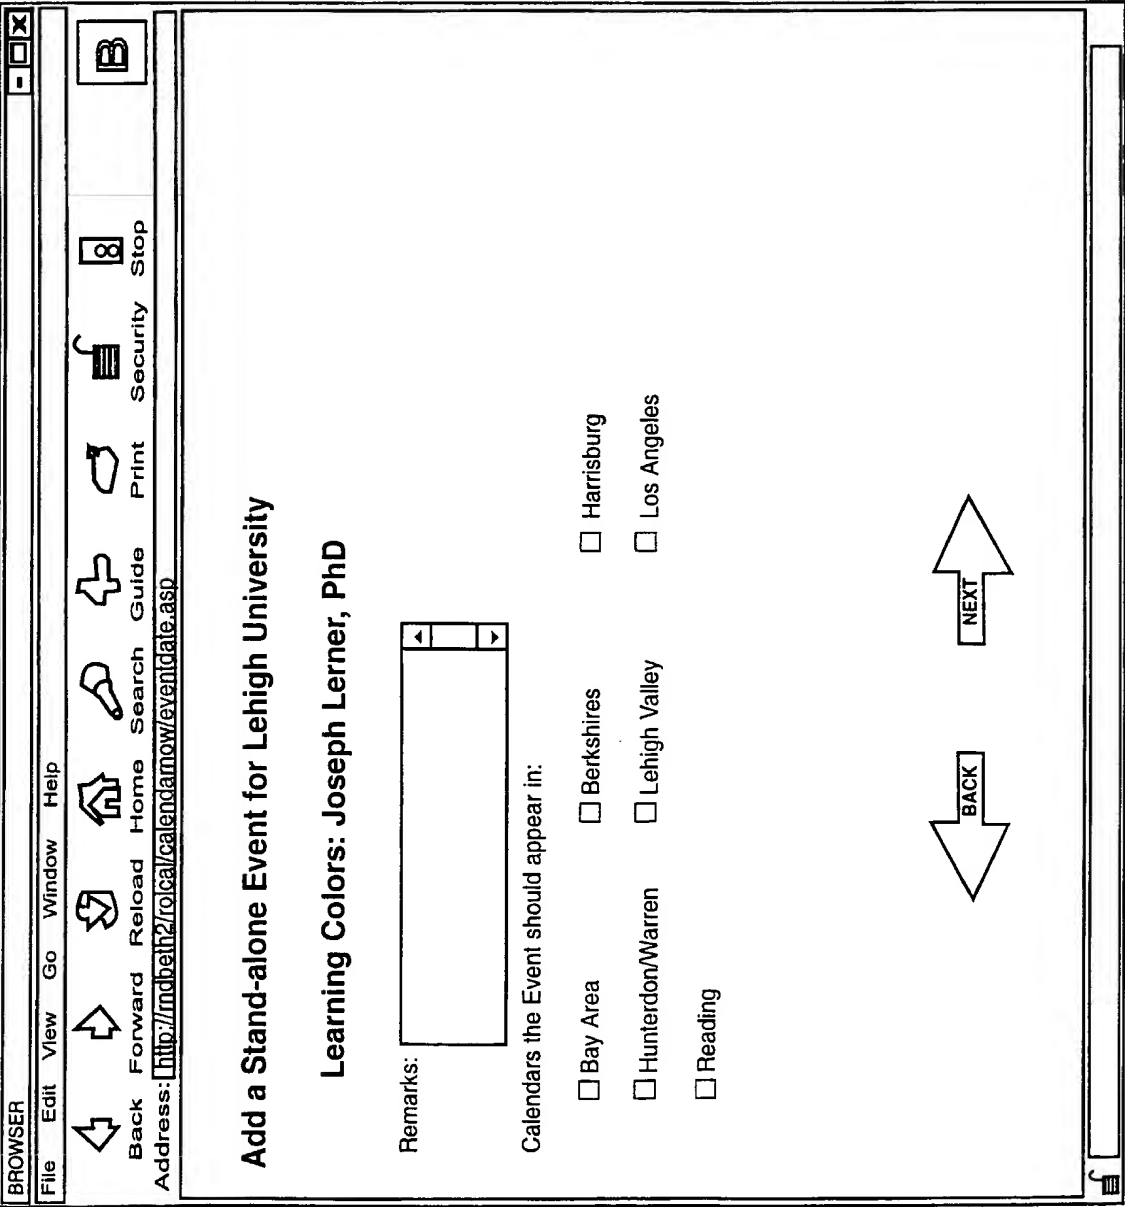 BROWSER
File Edit View Go Window Help
B
Back Forward Reload Home Search Guide Print Security Stop
Address: http://rndbeth2/rolcal/calendarnow/eventdate.asp
Add a Stand-alone Event for Lehigh University
Learning Colors: Joseph Lerner, PhD
Remarks:
Calendars the Event should appear in:
Bay Area Berkshires Harrisburg
Hunterdon/Warren Lehigh Valley Los Angeles
Reading
BACK NEXT